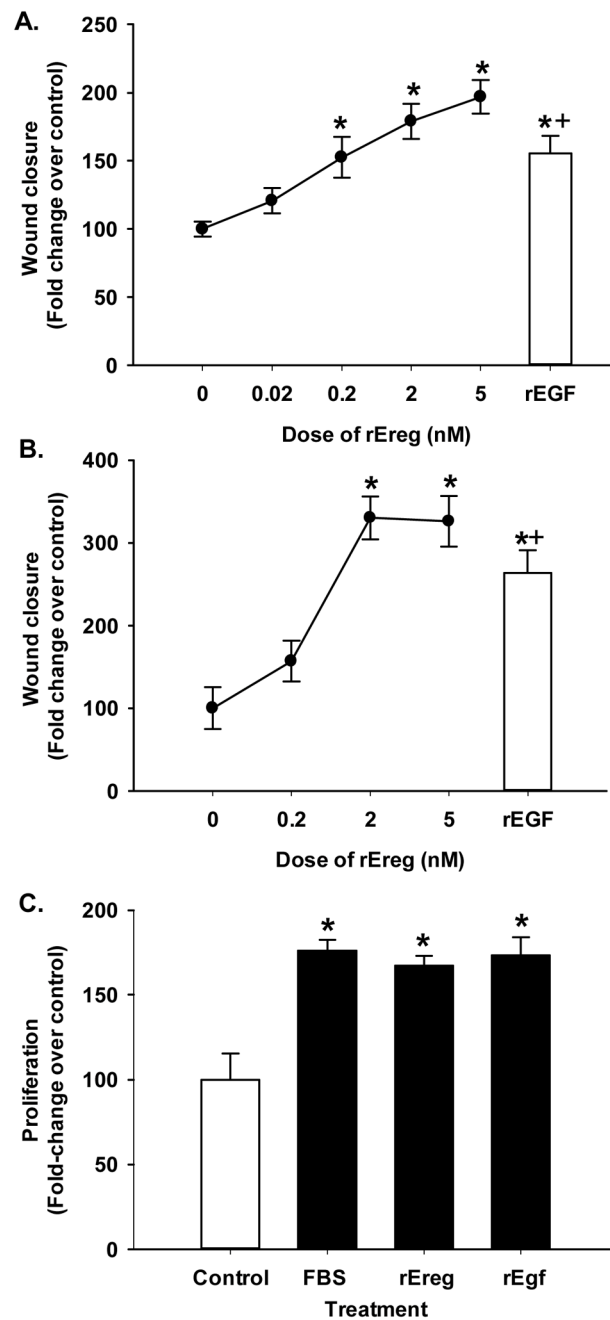 A.
Wound closure
(Fold change over control)
250
200
150
100
50
0
* * * *+
0 0.02 0.2 2 5 rEGF
Dose of rEreg (nM)
B.
Wound closure
(Fold change over control)
400
300
200
100
0
* * *+
0 0.2 2 5 rEGF
Dose of rEreg (nM)
C.
Proliferation
(Fold-change over control)
200
150
100
50
0
* * *
Control FBS rEreg rEgf
Treatment